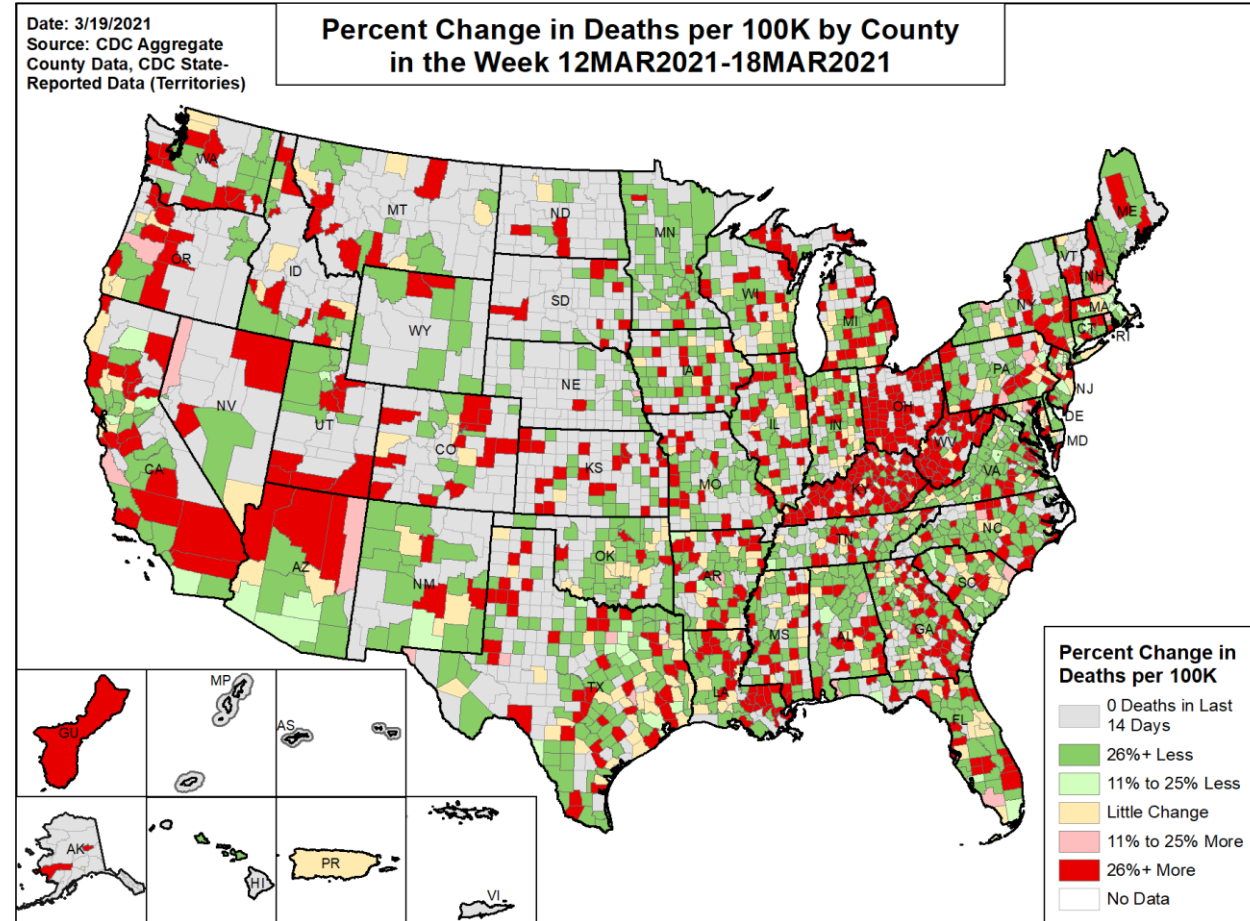 Date: 3/19/2021
Source: CDC Aggregate
County Data, CDC State-
Reported Data (Territories)
Percent Change in Deaths per 100K by County
in the Week 12MAR2021-18MAR2021
WA
MT
ND
MN
ME
OR
ID
WY
SD
WI
MI
VT
NH
NY
MA
CT
RI
NV
UT
CO
NE
IA
IL
IN
OH
PA
NJ
DE
MD
WV
VA
CA
KS
MO
KY
AZ
NM
OK
AR
TN
NC
SC
TX
LA
MS
AL
GA
FL
GU
MP
AS
AK
HI
PR
VI
Percent Change in
Deaths per 100K
0 Deaths in Last
14 Days
26%+ Less
11% to 25% Less
Little Change
11% to 25% More
26%+ More
No Data